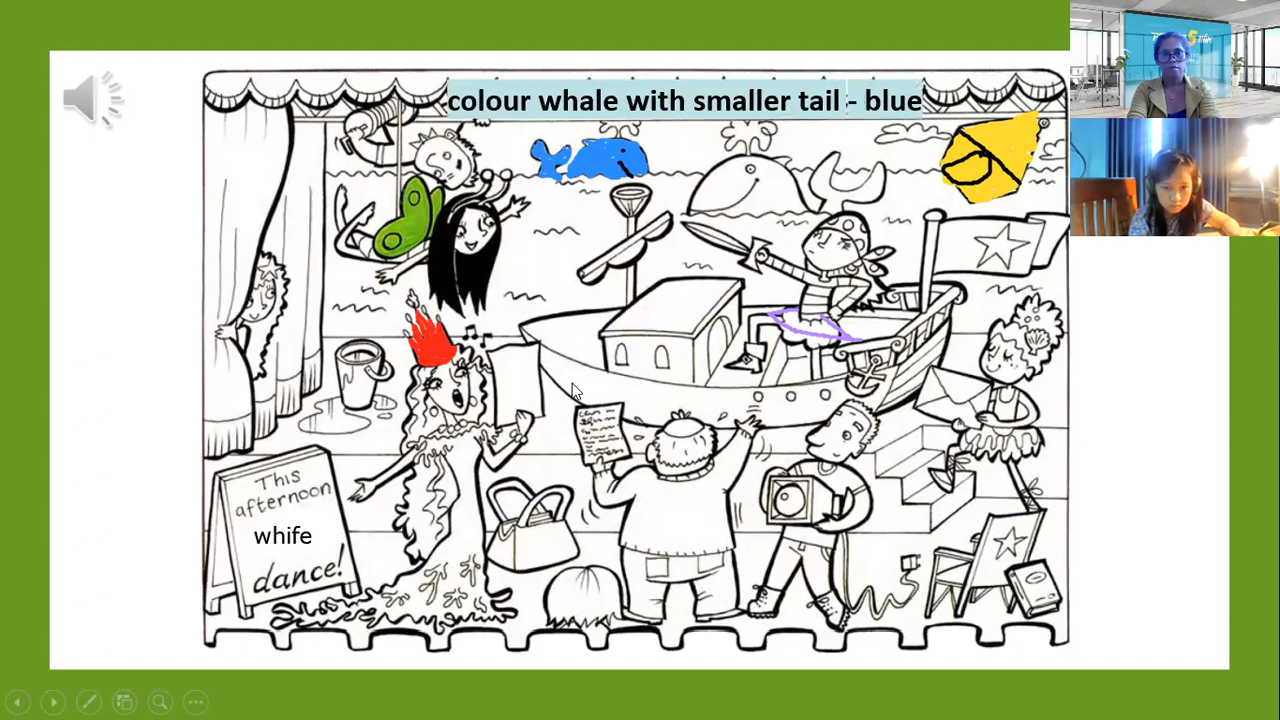 colour whale with smaller tail - blue
This
afternoon
whife
dance!